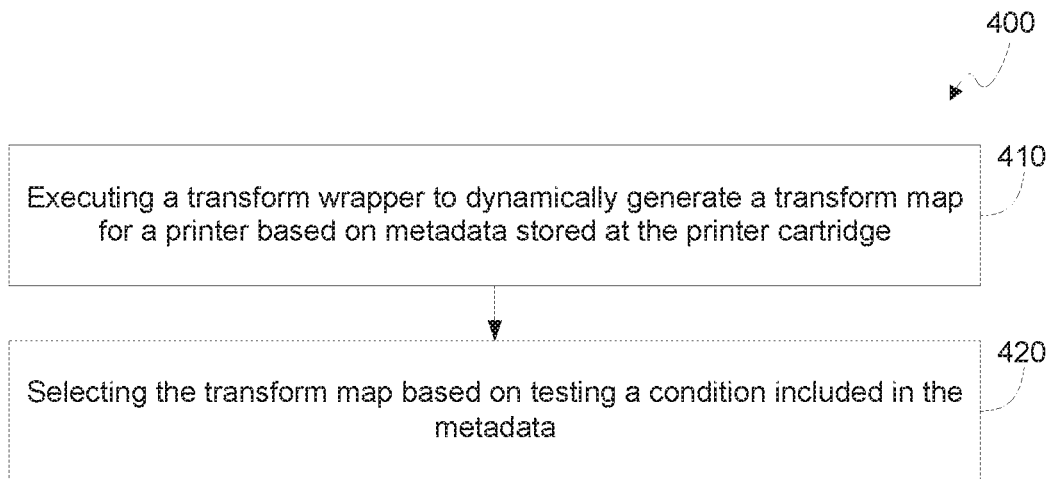 400
410
Executing a transform wrapper to dynamically generate a transform map
for a printer based on metadata stored at the printer cartridge
420
Selecting the transform map based on testing a condition included in the
metadata